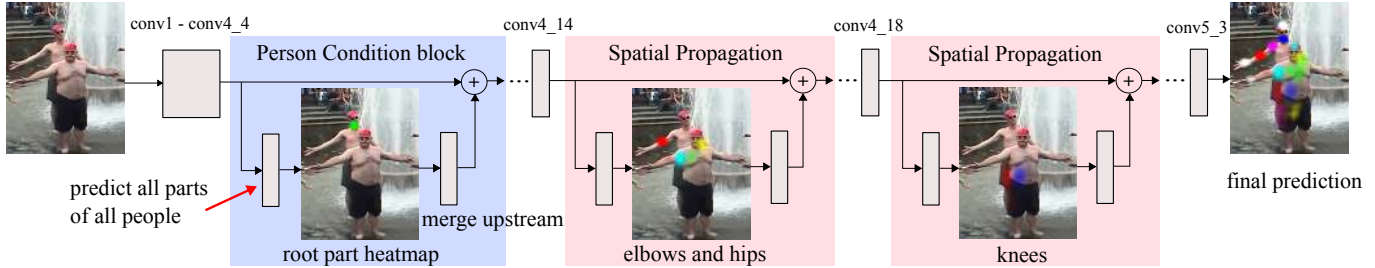 conv1 - conv4_4
Person Condition block
conv4_14
Spatial Propagation
conv4_18
Spatial Propagation
conv5_3
+
...
+
...
+
...
predict all parts
of all people
merge upstream
root part heatmap
elbows and hips
knees
final prediction